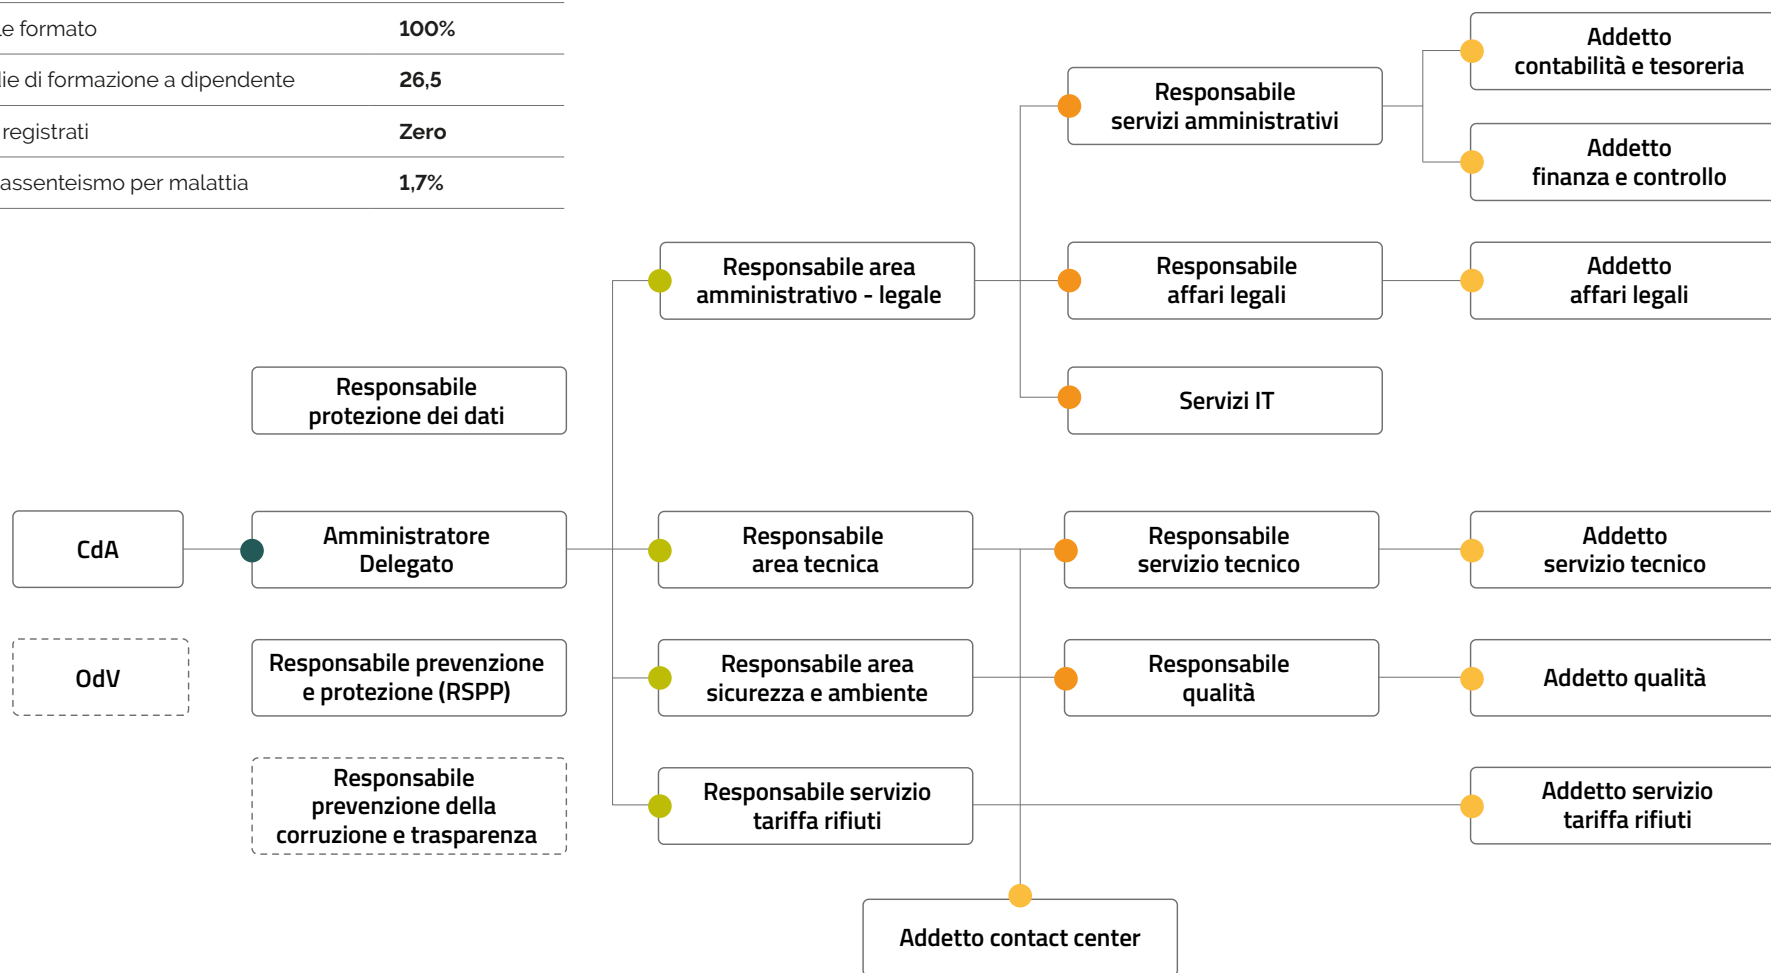 formato 100%
di formazione a dipendente 26,5
registrati Zero
assenteismo per malattia 1,7%
Addetto
contabilità e tesoreria
Responsabile
servizi amministrativi
Addetto
finanza e controllo
Responsabile area
amministrativo - legale
Responsabile
affari legali
Addetto
affari legali
Responsabile
protezione dei dati
Servizi IT
CdA
Amministratore
Delegato
Responsabile
area tecnica
Responsabile
servizio tecnico
Addetto
servizio tecnico
OdV
Responsabile prevenzione
e protezione (RSPP)
Responsabile area
sicurezza e ambiente
Responsabile
qualità
Addetto qualità
Responsabile
prevenzione della
corruzione e trasparenza
Responsabile servizio
tariffa rifiuti
Addetto servizio
tariffa rifiuti
Addetto contact center